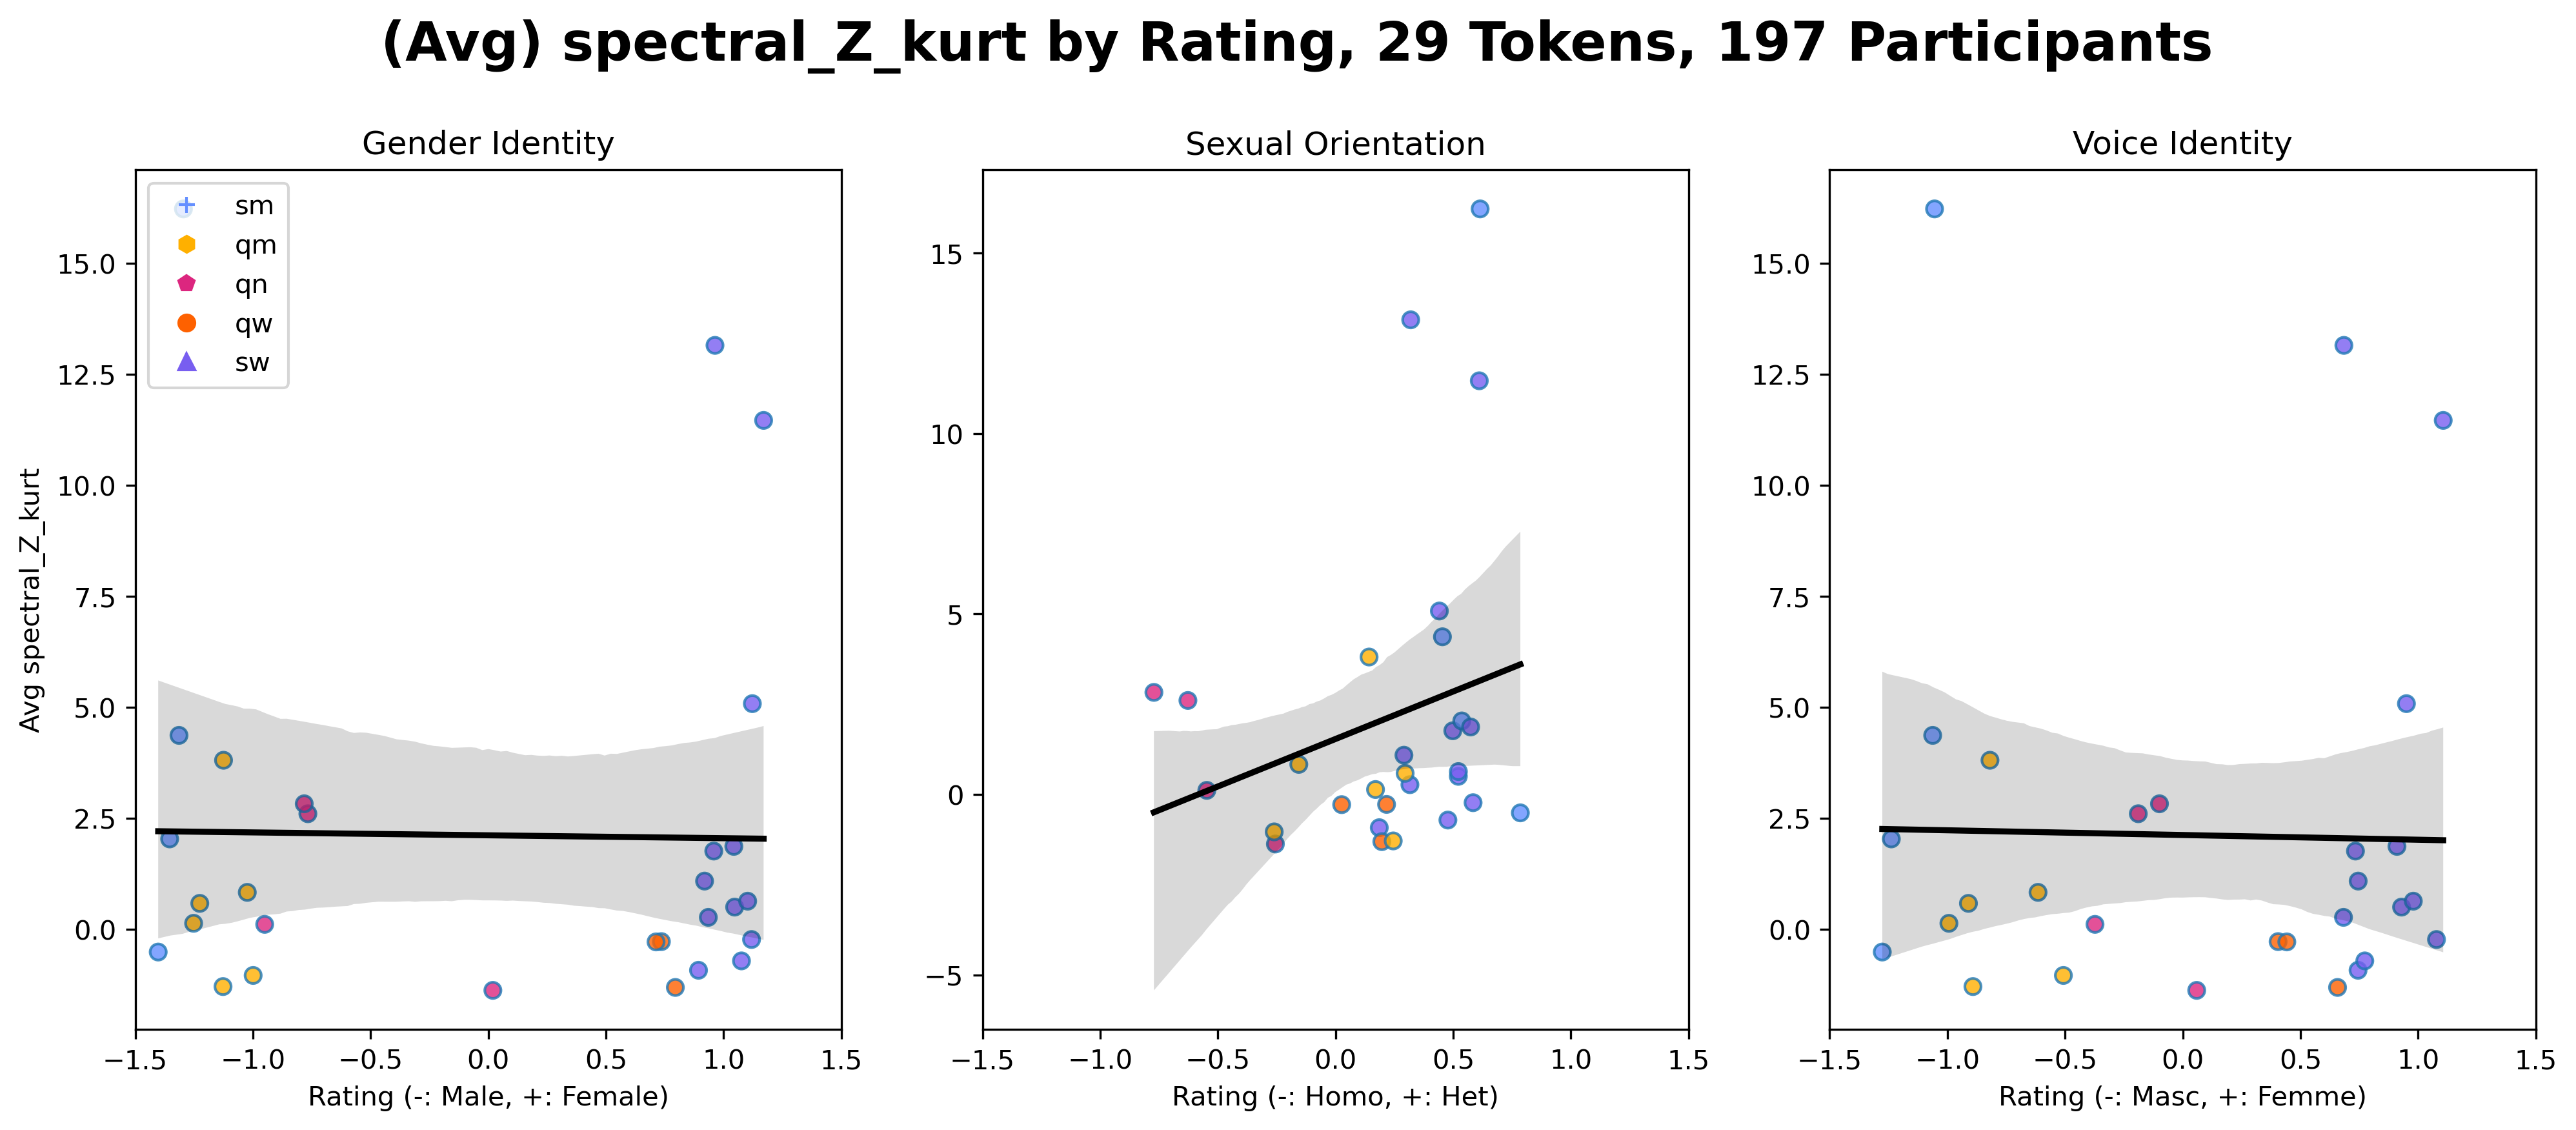 (Avg) spectral_Z_kurt by Rating, 29 Tokens, 197 Participants
Gender Identity
Sexual Orientation
Voice Identity
sm
qm
qn
qw
sw
Avg spectral_Z_kurt
15.0
12.5
10.0
7.5
5.0
2.5
0.0
15
10
5
0
−5
15.0
12.5
10.0
7.5
5.0
2.5
0.0
−1.5 −1.0 −0.5 0.0 0.5 1.0 1.5
−1.5 −1.0 −0.5 0.0 0.5 1.0 1.5
−1.5 −1.0 −0.5 0.0 0.5 1.0 1.5
Rating (-: Male, +: Female)
Rating (-: Homo, +: Het)
Rating (-: Masc, +: Femme)